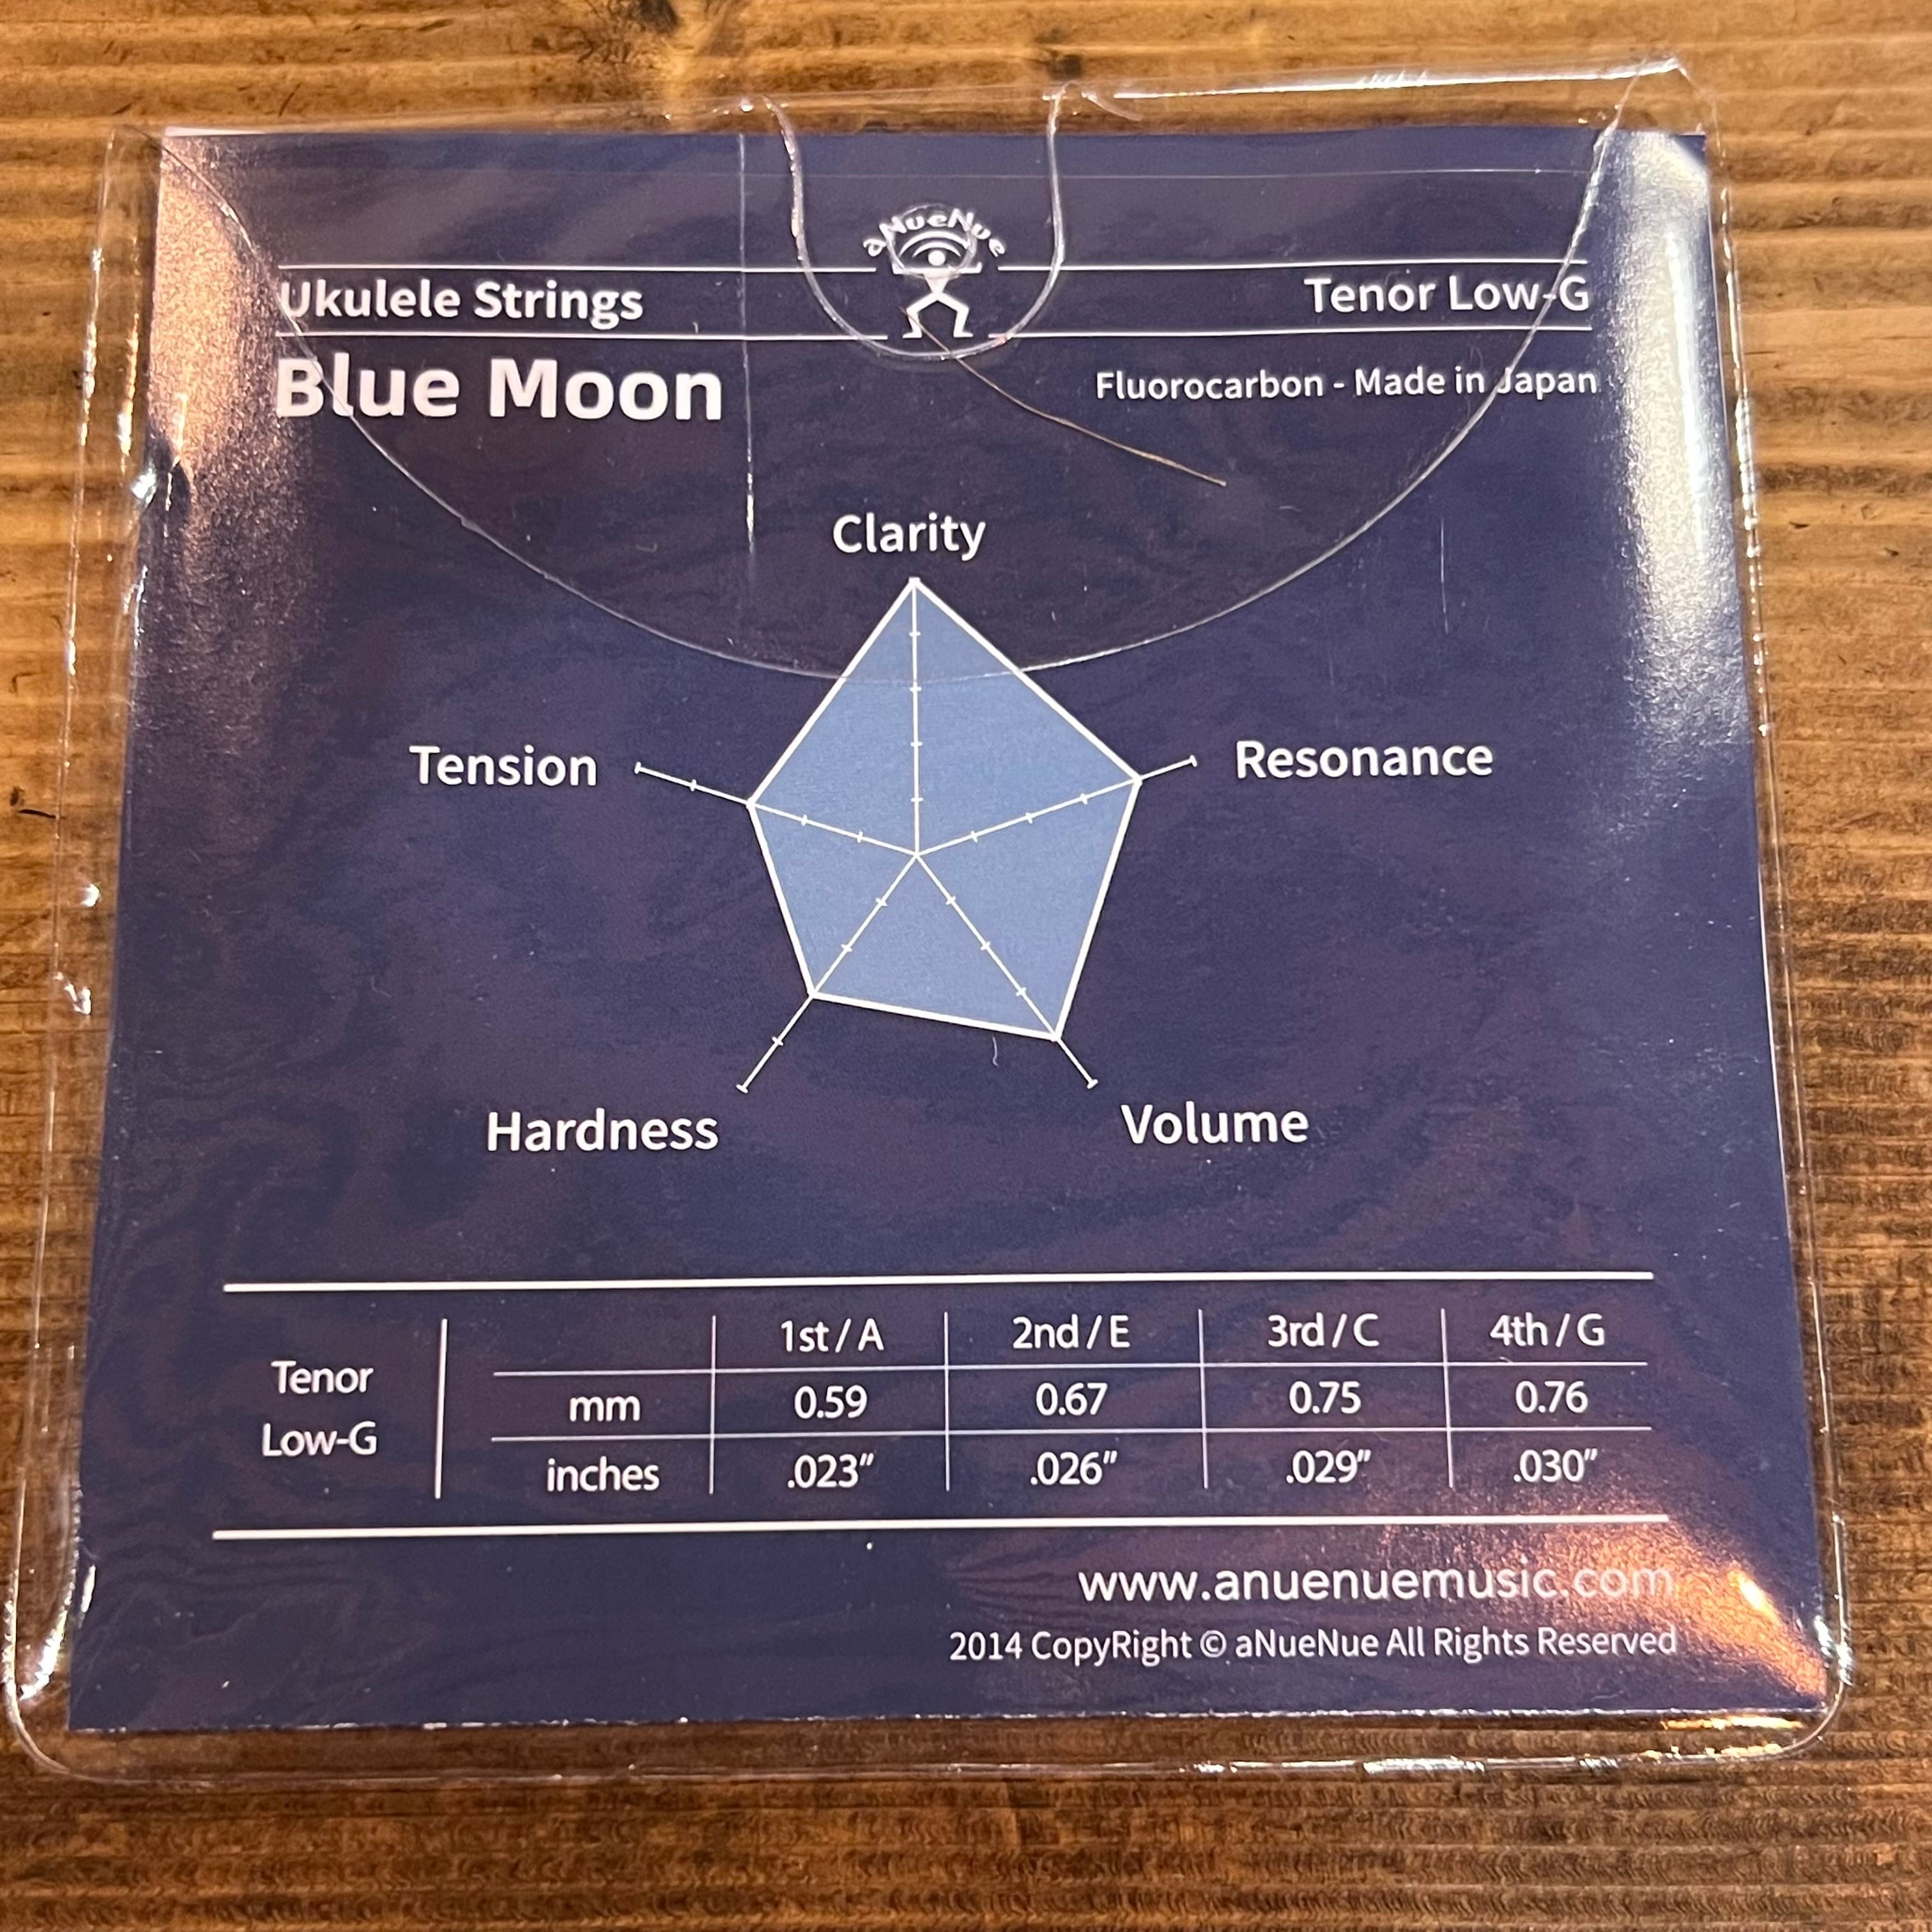 aNueNue
Ukulele Strings
Tenor Low-G
Blue Moon
Fluorocarbon - Made in Japan
Clarity
Tension
Resonance
Hardness
Volume
1st / A 2nd / E 3rd / C 4th / G
Tenor
Low-G
mm 0.59 0.67 0.75 0.76
inches .023” .026” .029” .030”
www.anuenuemusic.com
2014 CopyRight © aNueNue All Rights Reserved